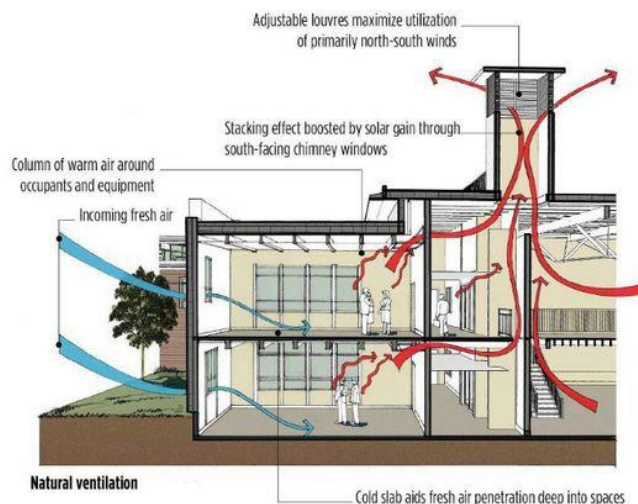 Adjustable louvres maximize utilization
of primarily north-south winds
Stacking effect boosted by solar gain through
south-facing chimney windows
Column of warm air around
occupants and equipment
Incoming fresh air
Natural ventilation
Cold slab aids fresh air penetration deep into spaces